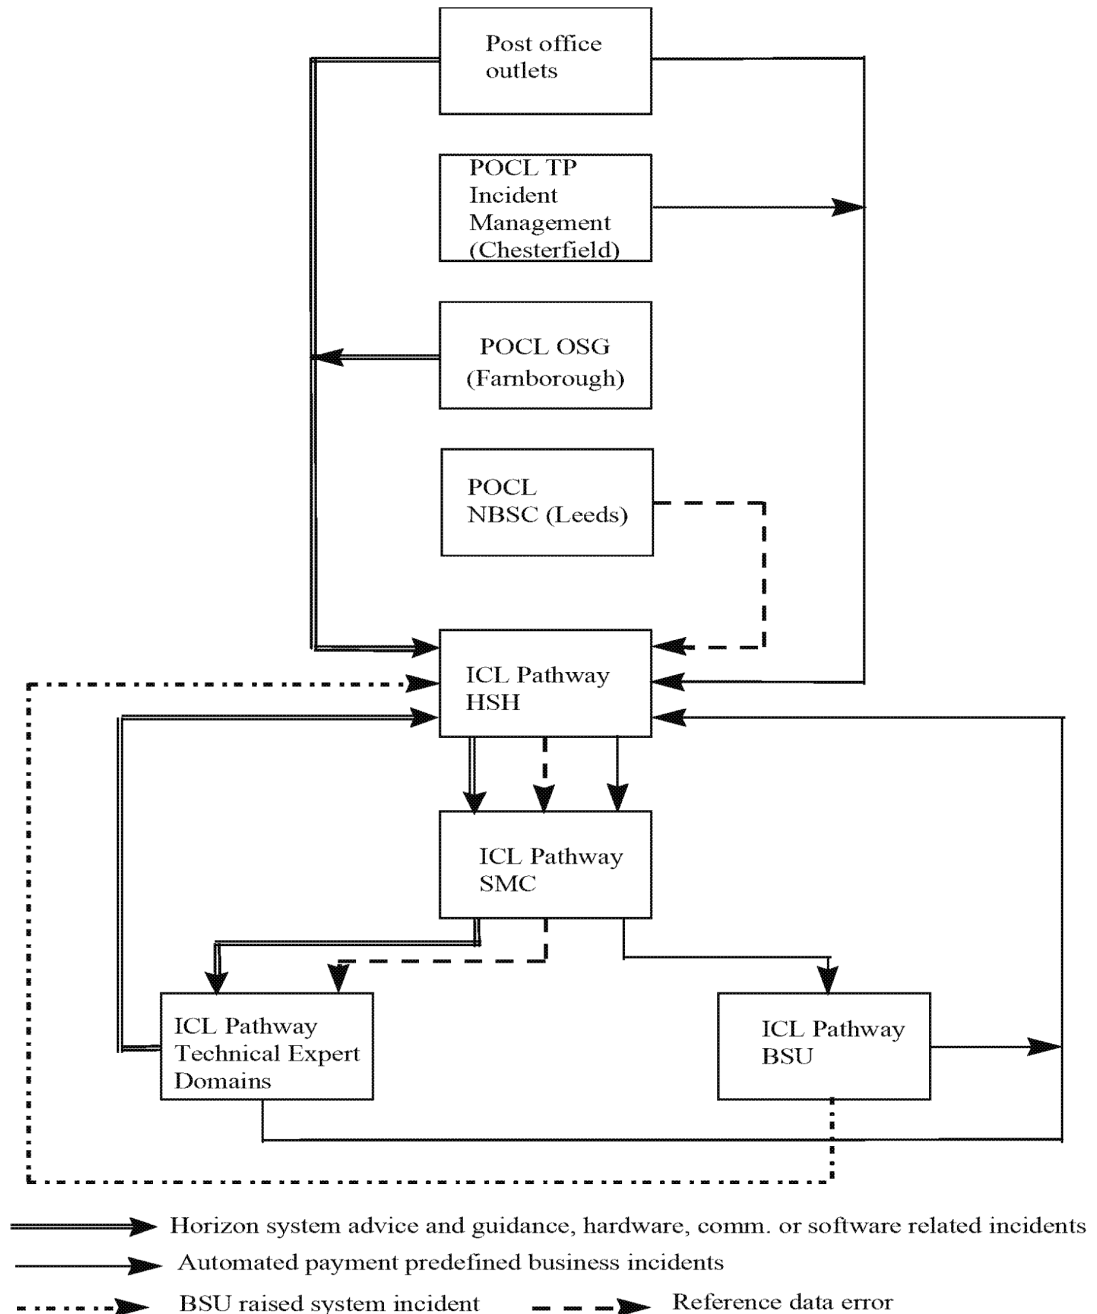 Post office
outlets
POCL TP
Incident
Management
(Chesterfield)
POCL OSG
(Farnborough)
POCL
NBSC (Leeds)
ICL Pathway
HSH
ICL Pathway
SMC
ICL Pathway
Technical Expert
Domains
ICL Pathway
BSU
Horizon system advice and guidance, hardware, comm. or software related incidents
Automated payment predefined business incidents
BSU raised system incident
Reference data error